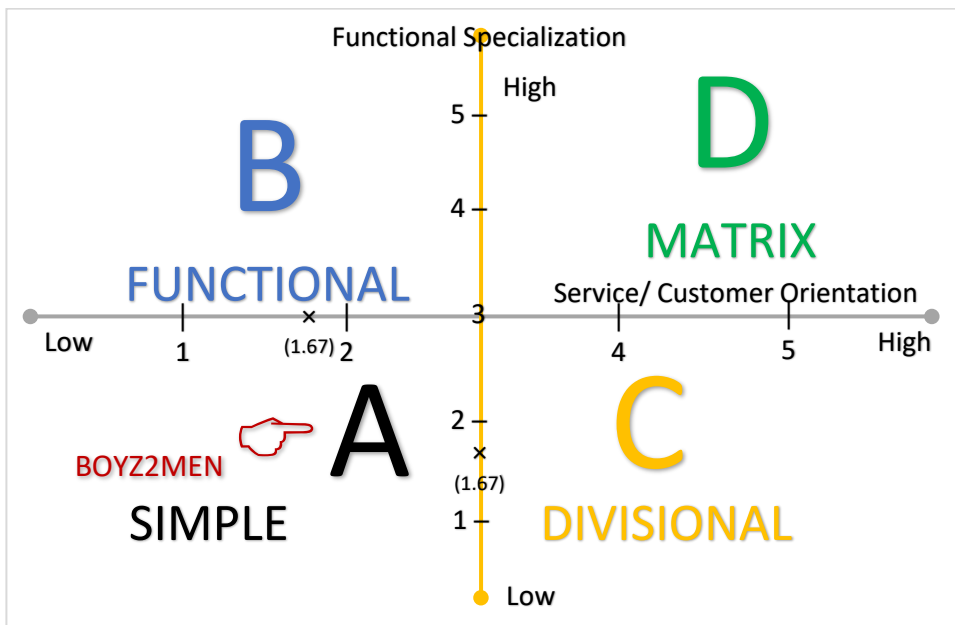 Functional Specialization
High
5
B
D
4
MATRIX
FUNCTIONAL
Service/ Customer Orientation
3
Low
High
1
(1.67)
2
4
5
A
C
2
BOYZ2MEN
(1.67)
SIMPLE
1
DIVISIONAL
Low